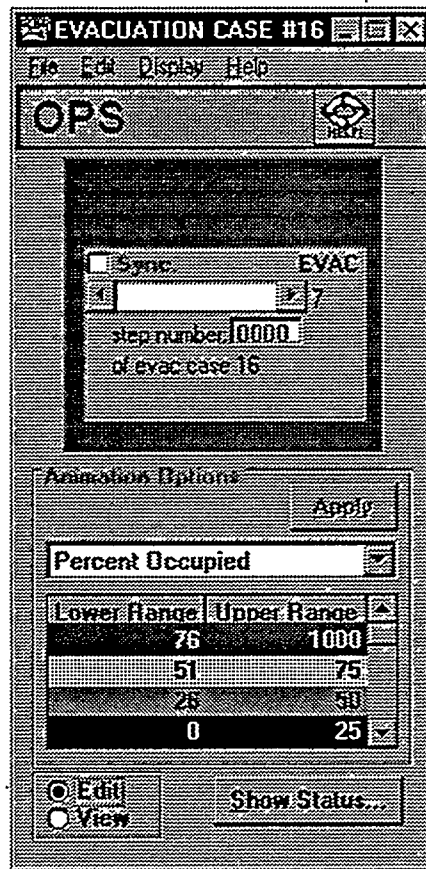 EVACUATION CASE #16
File Edit Display Help
OPS
HELP!
Sync. EVAC
7
step number 0000
of evac case 16
Animation Options
Apply
Percent Occupied
Lower Range Upper Range
76 1000
51 75
26 50
0 25
Edit
View
Show Status...